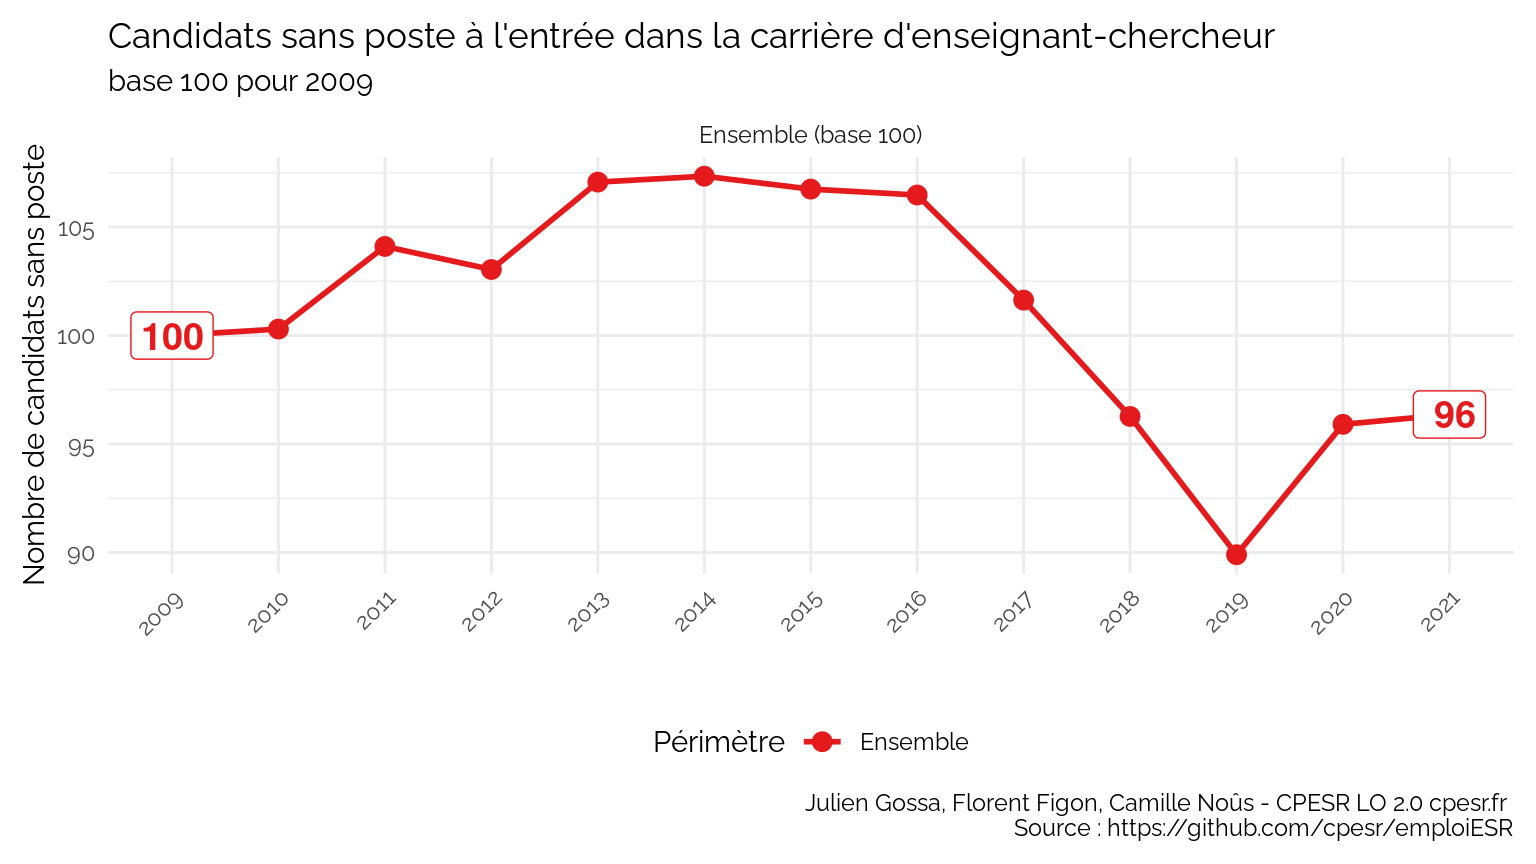 Candidats sans poste à l'entrée dans la carrière d'enseignant-chercheur
base 100 pour 2009
Ensemble (base 100)
Nombre de candidats sans poste
105
100
95
90
100
96
2009
2010
2011
2012
2013
2014
2015
2016
2017
2018
2019
2020
2021
Périmètre
Ensemble
Julien Gossa, Florent Figon, Camille Noûs - CPESR LO 2.0 cpesr.fr
Source : https://github.com/cpesr/emploiESR